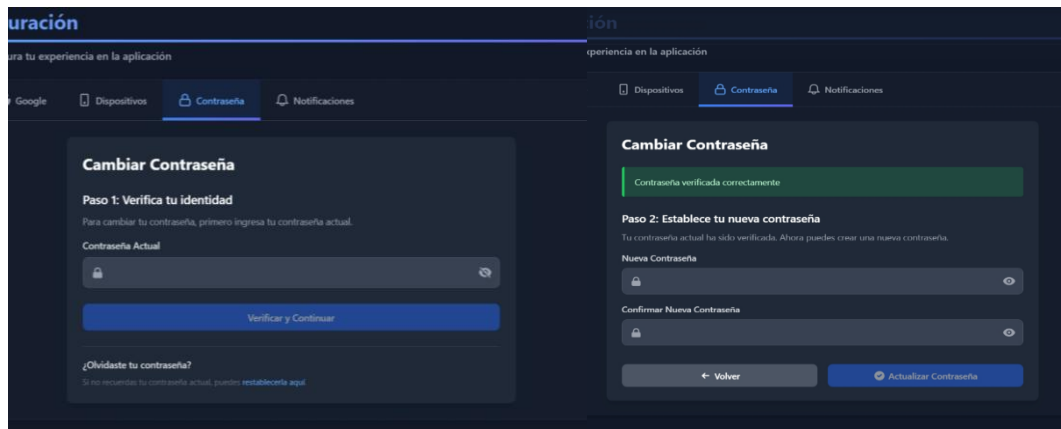 uración
ura tu experiencia en la aplicación
Google
Dispositivos
Contraseña
Notificaciones
Cambiar Contraseña
Paso 1: Verifica tu identidad
Para cambiar tu contraseña, primero ingresa tu contraseña actual.
Contraseña Actual
Verificar y Continuar
¿Olvidaste tu contraseña?
Si no recuerdas tu contraseña actual, puedes restablecerla aquí
ión
xperiencia en la aplicación
Dispositivos
Contraseña
Notificaciones
Cambiar Contraseña
Contraseña verificada correctamente
Paso 2: Establece tu nueva contraseña
Tu contraseña actual ha sido verificada. Ahora puedes crear una nueva contraseña.
Nueva Contraseña
Confirmar Nueva Contraseña
← Volver
Actualizar Contraseña